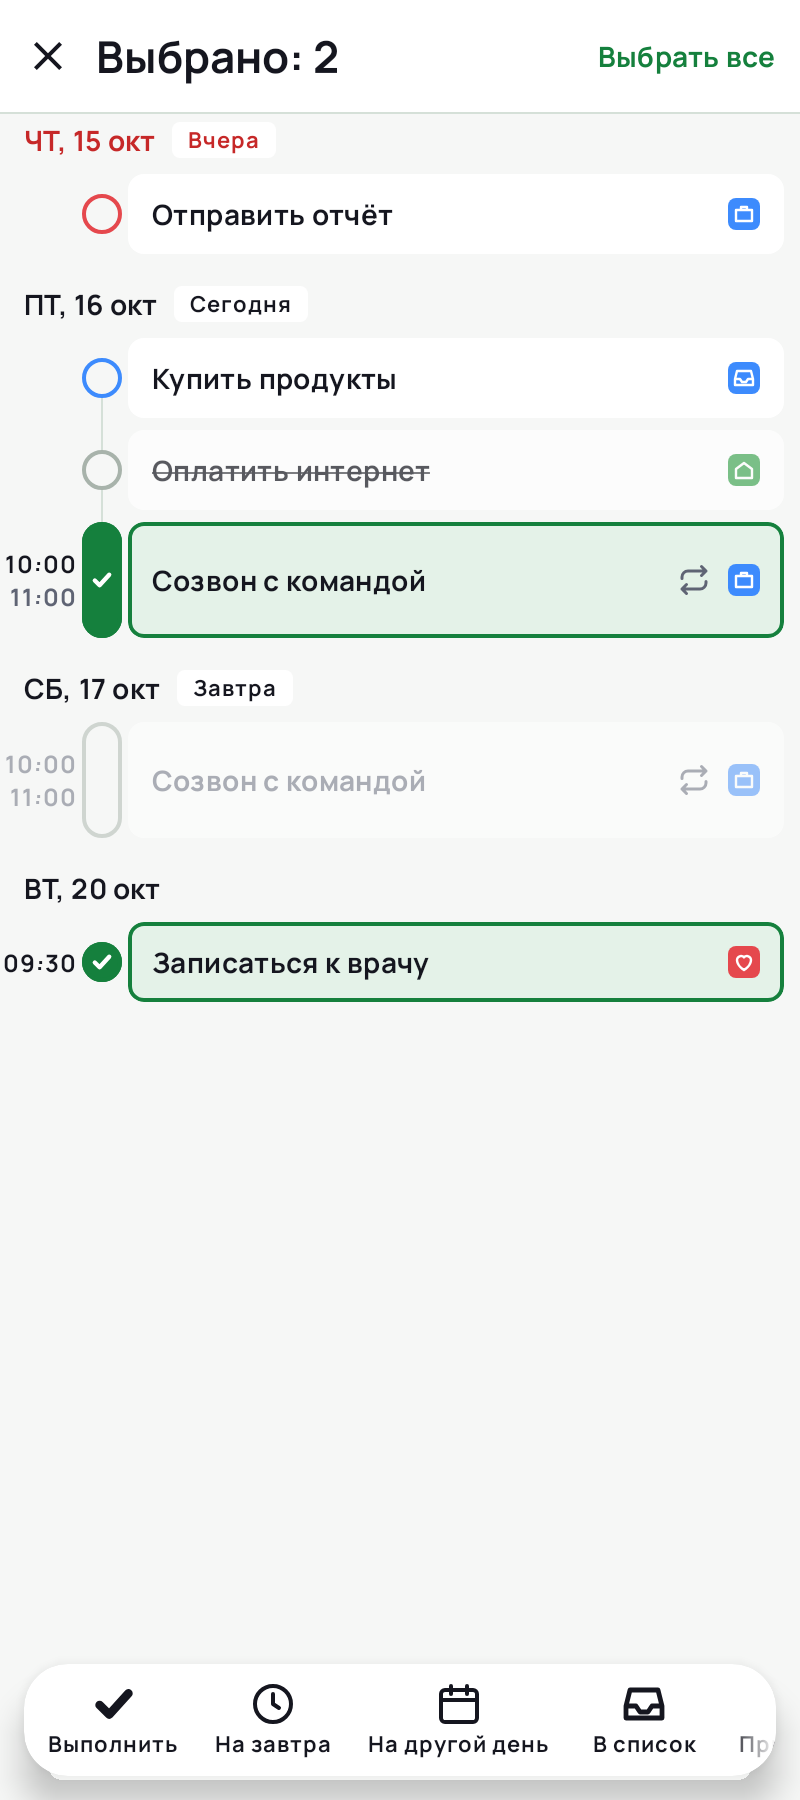 Выбрано: 2
Выбрать все
ЧТ, 15 окт Вчера
Отправить отчёт
ПТ, 16 окт Сегодня
Купить продукты
Оплатить интернет
10:00
11:00
Созвон с командой
СБ, 17 окт Завтра
10:00
11:00
Созвон с командой
ВТ, 20 окт
09:30 Записаться к врачу
Выполнить На завтра На другой день В список